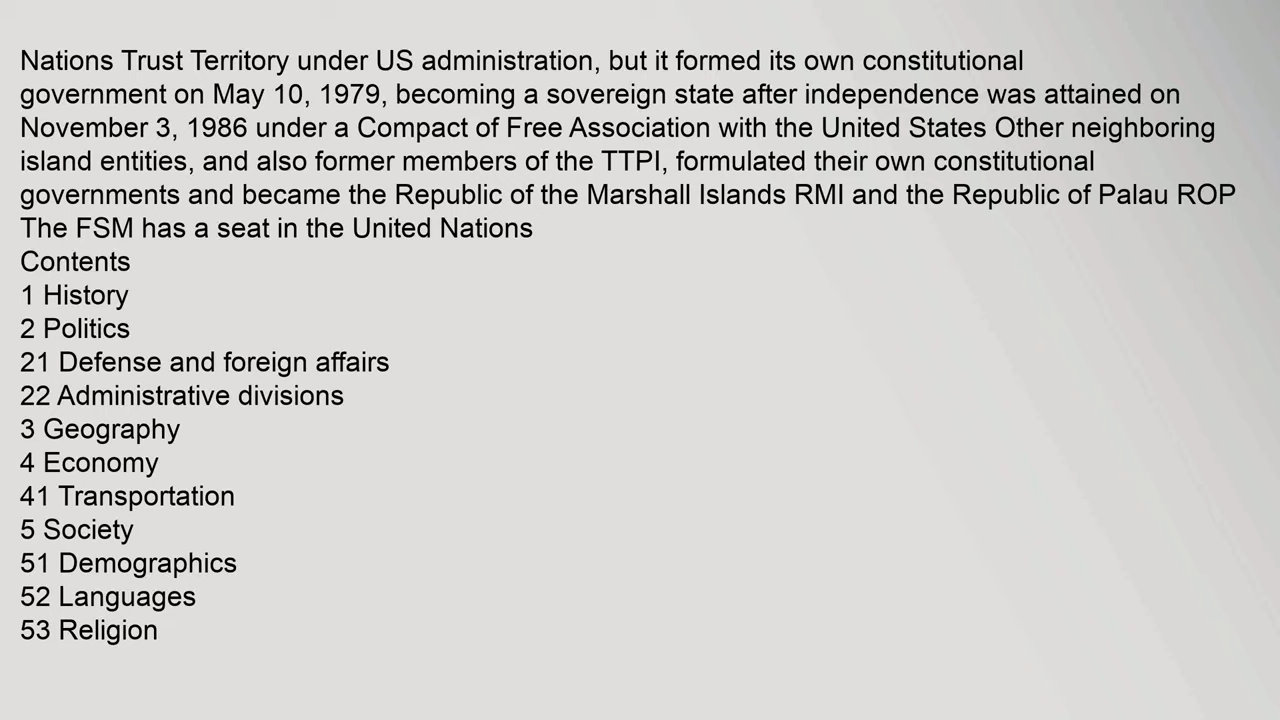 Nations Trust Territory under US administration, but it formed its own constitutional
government on May 10, 1979, becoming a sovereign state after independence was attained on
November 3, 1986 under a Compact of Free Association with the United States Other neighboring
island entities, and also former members of the TTPI, formulated their own constitutional
governments and became the Republic of the Marshall Islands RMI and the Republic of Palau ROP
The FSM has a seat in the United Nations
Contents
1 History
2 Politics
21 Defense and foreign affairs
22 Administrative divisions
3 Geography
4 Economy
41 Transportation
5 Society
51 Demographics
52 Languages
53 Religion